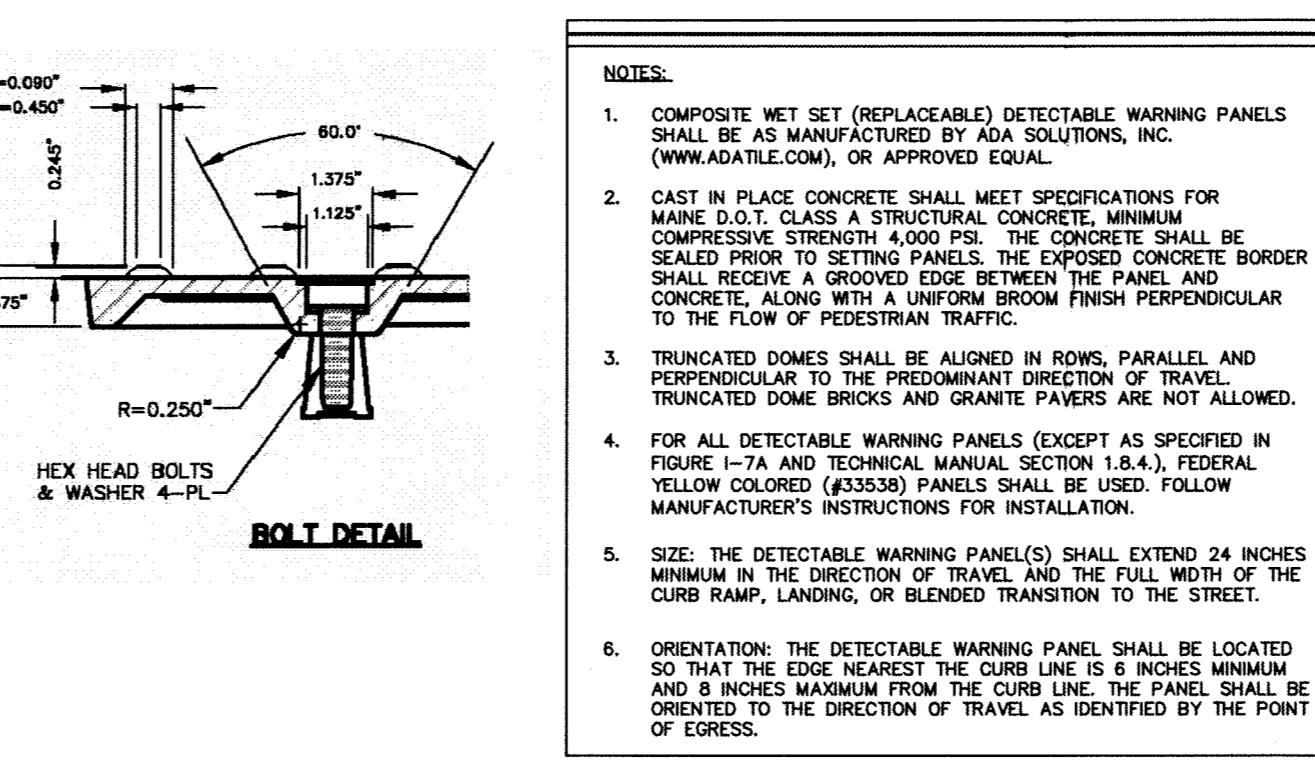 =0.090"
=0.450"
0.245"
60.0°
1.375"
1.125"
75"
R=0.250"
HEX HEAD BOLTS
& WASHER 4-PL
BOLT DETAIL
NOTES:
1. COMPOSITE WET SET (REPLACEABLE) DETECTABLE WARNING PANELS
SHALL BE AS MANUFACTURED BY ADA SOLUTIONS, INC.
(WWW.ADATILE.COM), OR APPROVED EQUAL.
2. CAST IN PLACE CONCRETE SHALL MEET SPECIFICATIONS FOR
MAINE D.O.T. CLASS A STRUCTURAL CONCRETE, MINIMUM
COMPRESSIVE STRENGTH 4,000 PSI. THE CONCRETE SHALL BE
SEALED PRIOR TO SETTING PANELS. THE EXPOSED CONCRETE BORDER
SHALL RECEIVE A GROOVED EDGE BETWEEN THE PANEL AND
CONCRETE, ALONG WITH A UNIFORM BROOM FINISH PERPENDICULAR
TO THE FLOW OF PEDESTRIAN TRAFFIC.
3. TRUNCATED DOMES SHALL BE ALIGNED IN ROWS, PARALLEL AND
PERPENDICULAR TO THE PREDOMINANT DIRECTION OF TRAVEL.
TRUNCATED DOME BRICKS AND GRANITE PAVERS ARE NOT ALLOWED.
4. FOR ALL DETECTABLE WARNING PANELS (EXCEPT AS SPECIFIED IN
FIGURE I-7A AND TECHNICAL MANUAL SECTION 1.8.4.), FEDERAL
YELLOW COLORED (#33538) PANELS SHALL BE USED. FOLLOW
MANUFACTURER'S INSTRUCTIONS FOR INSTALLATION.
5. SIZE: THE DETECTABLE WARNING PANEL(S) SHALL EXTEND 24 INCHES
MINIMUM IN THE DIRECTION OF TRAVEL AND THE FULL WIDTH OF THE
CURB RAMP, LANDING, OR BLENDED TRANSITION TO THE STREET.
6. ORIENTATION: THE DETECTABLE WARNING PANEL SHALL BE LOCATED
SO THAT THE EDGE NEAREST THE CURB LINE IS 6 INCHES MINIMUM
AND 8 INCHES MAXIMUM FROM THE CURB LINE. THE PANEL SHALL BE
ORIENTED TO THE DIRECTION OF TRAVEL AS IDENTIFIED BY THE POINT
OF EGRESS.